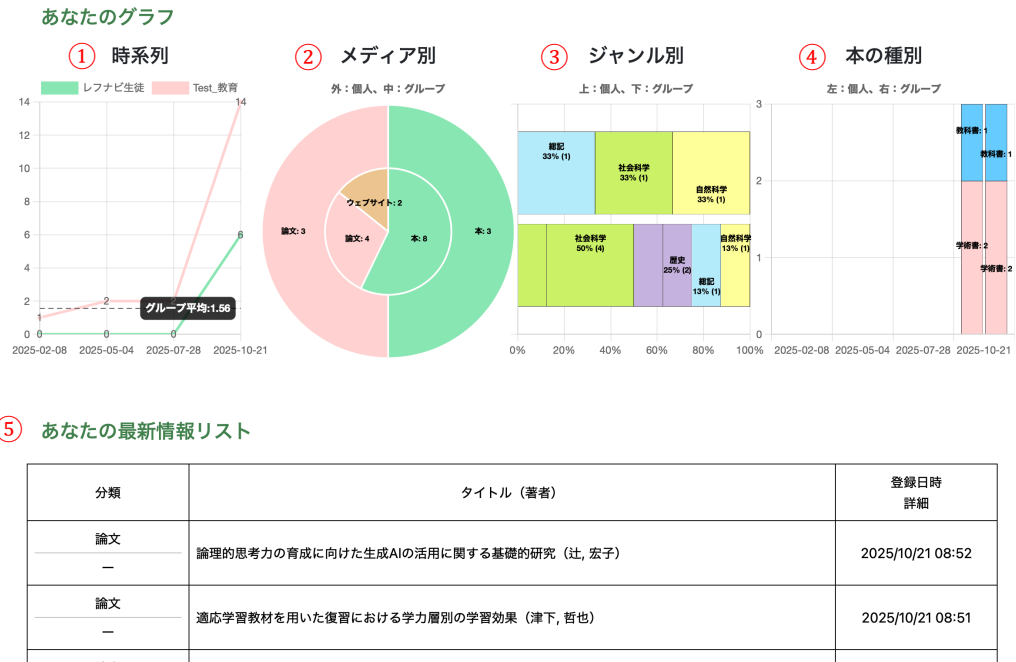 あなたのグラフ
① 時系列
② メディア別
③ ジャンル別
④ 本の種別
レフナビ生徒 Test_教育
外：個人、中：グループ
上：個人、下：グループ
左：個人、右：グループ
14
12
10
8
6
4
2
0
14
6
2
2
1
0
0
0
グループ平均:1.56
2025-02-08 2025-05-04 2025-07-28 2025-10-21
ウェブサイト: 2
論文: 3
論文: 4
本: 8
本: 3
総記
33% (1)
社会科学
33% (1)
自然科学
33% (1)
社会科学
50% (4)
歴史
25% (2)
総記
13% (1)
自然科学
13% (1)
0% 20% 40% 60% 80% 100%
3
2
1
0
教科書: 1
教科書: 1
学術書: 2
学術書: 2
2025-02-08 2025-05-04 2025-07-28 2025-10-21
⑤ あなたの最新情報リスト
分類 タイトル（著者） 登録日時
詳細
論文
ー
論理的思考力の育成に向けた生成AIの活用に関する基礎的研究（辻, 宏子）
2025/10/21 08:52
論文
ー
適応学習教材を用いた復習における学力層別の学習効果（津下, 哲也）
2025/10/21 08:51